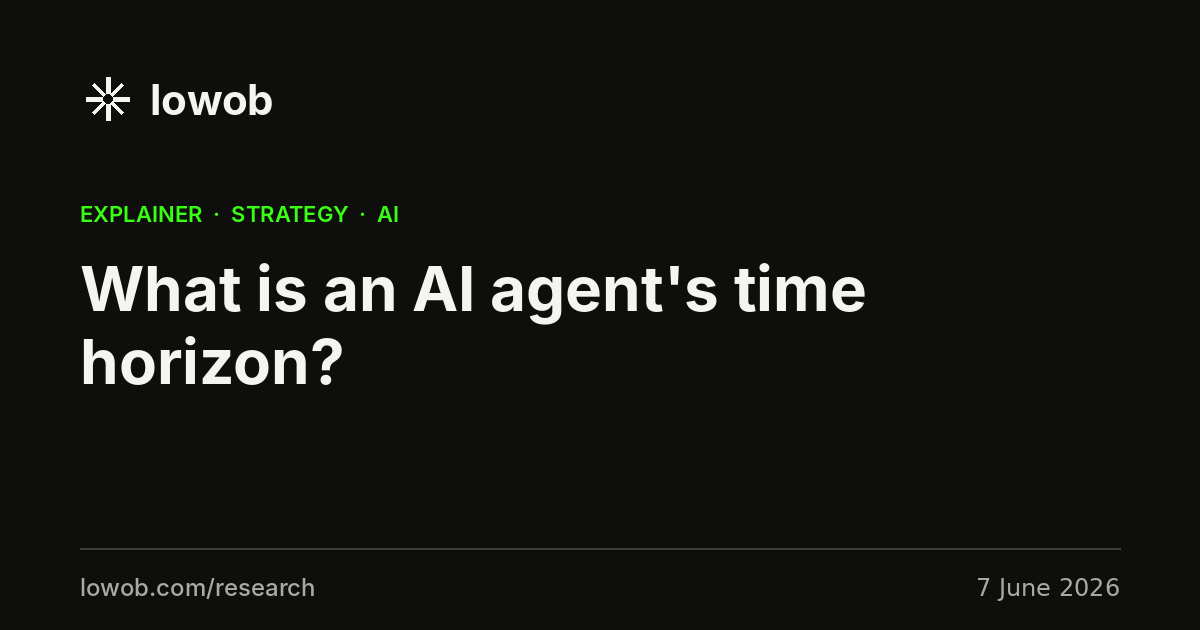 lowob
EXPLAINER · STRATEGY · AI
What is an AI agent's time
horizon?
lowob.com/research
7 June 2026